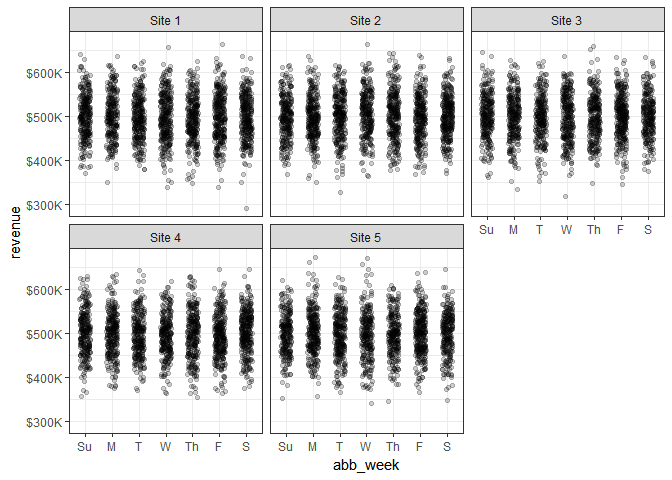 Site 1
Site 2
Site 3
$600K
$500K
$400K
$300K
Su M T W Th F S
Site 4
Site 5
$600K
$500K
$400K
$300K
Su M T W Th F S
Su M T W Th F S
revenue
abb_week